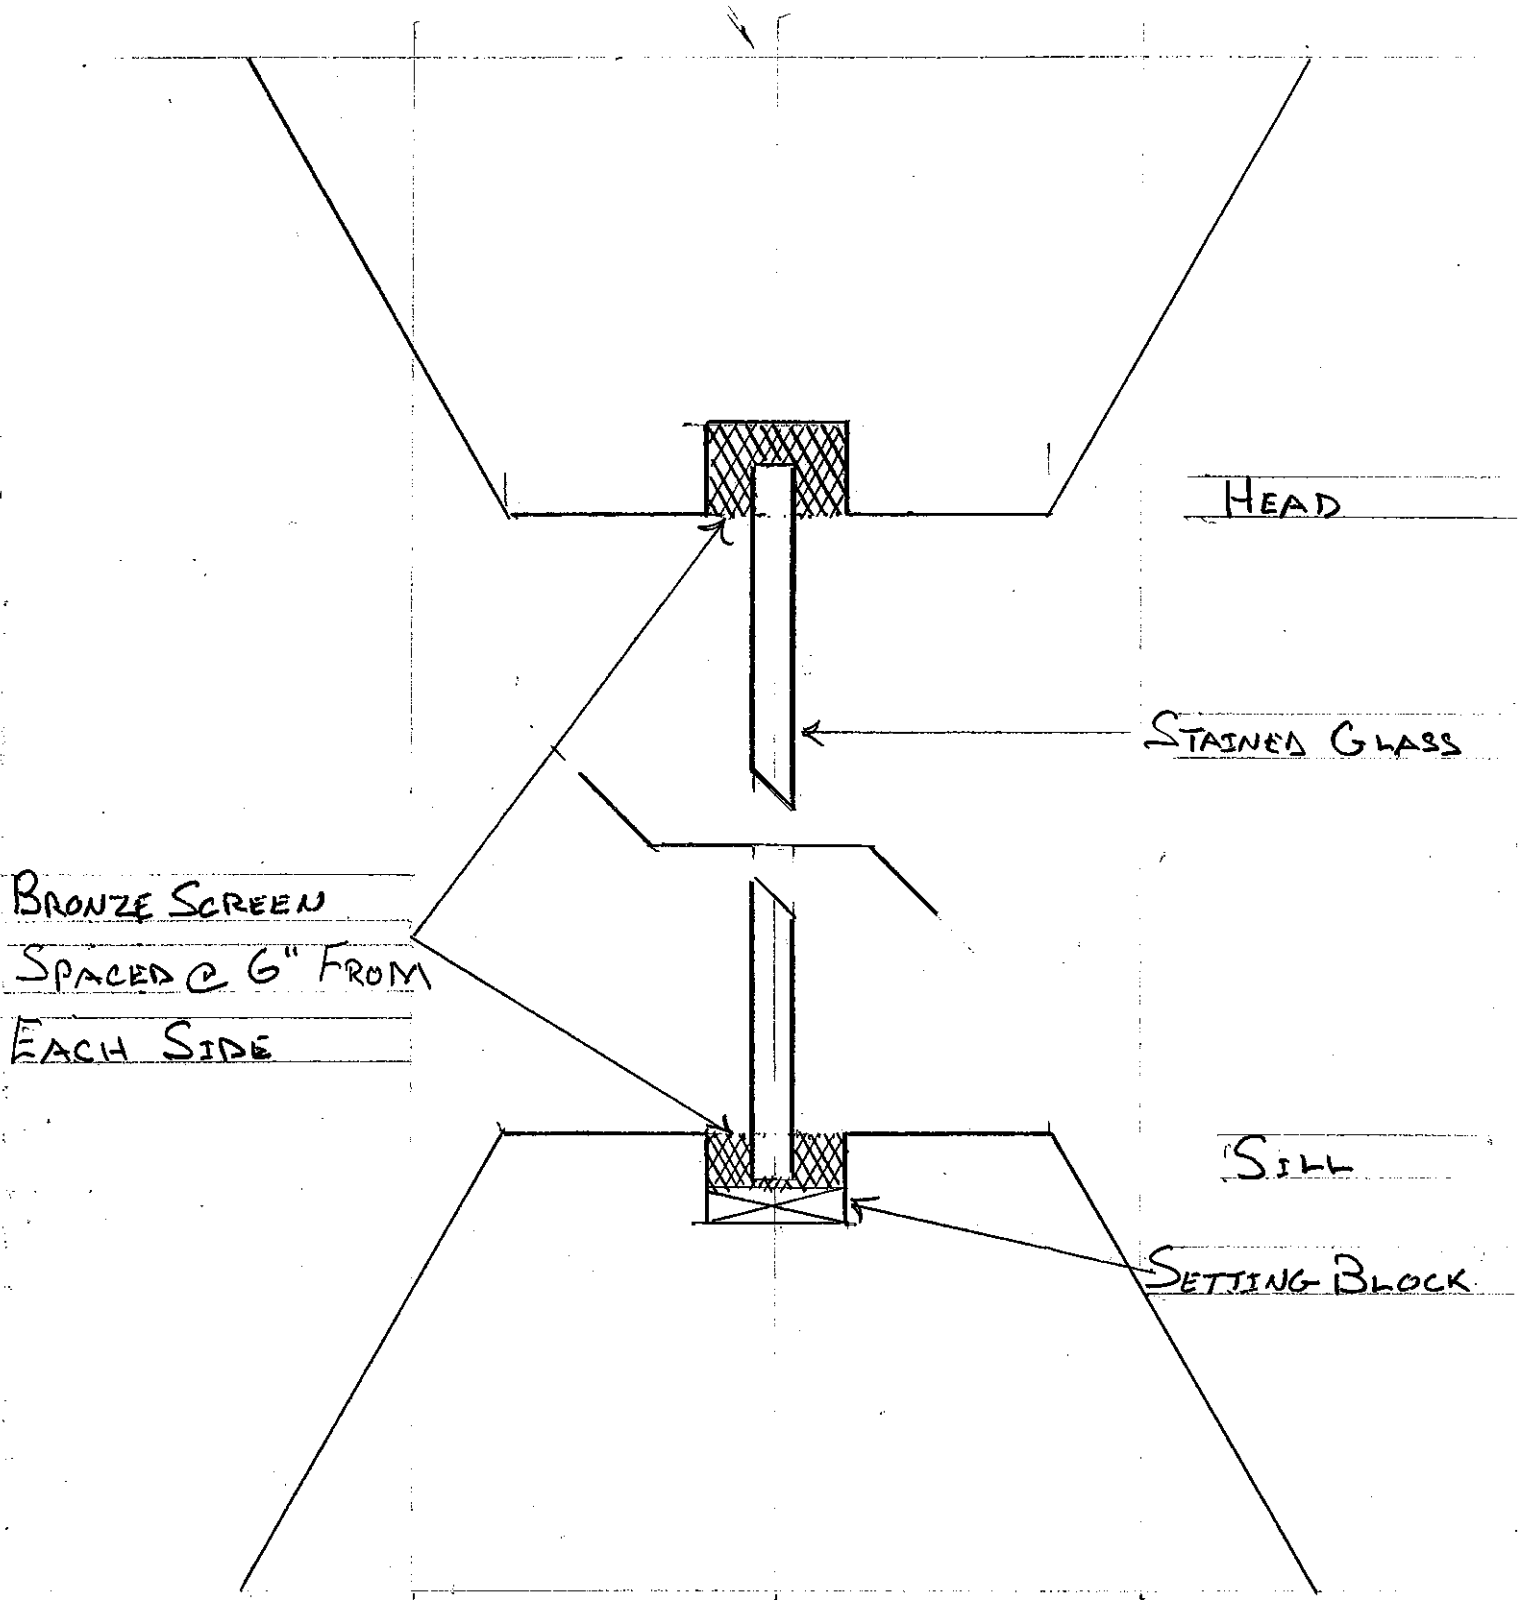 HEAD
STAINED GLASS
BRONZE SCREEN
SPACED @ 6" FROM
EACH SIDE
SILL
SETTING BLOCK